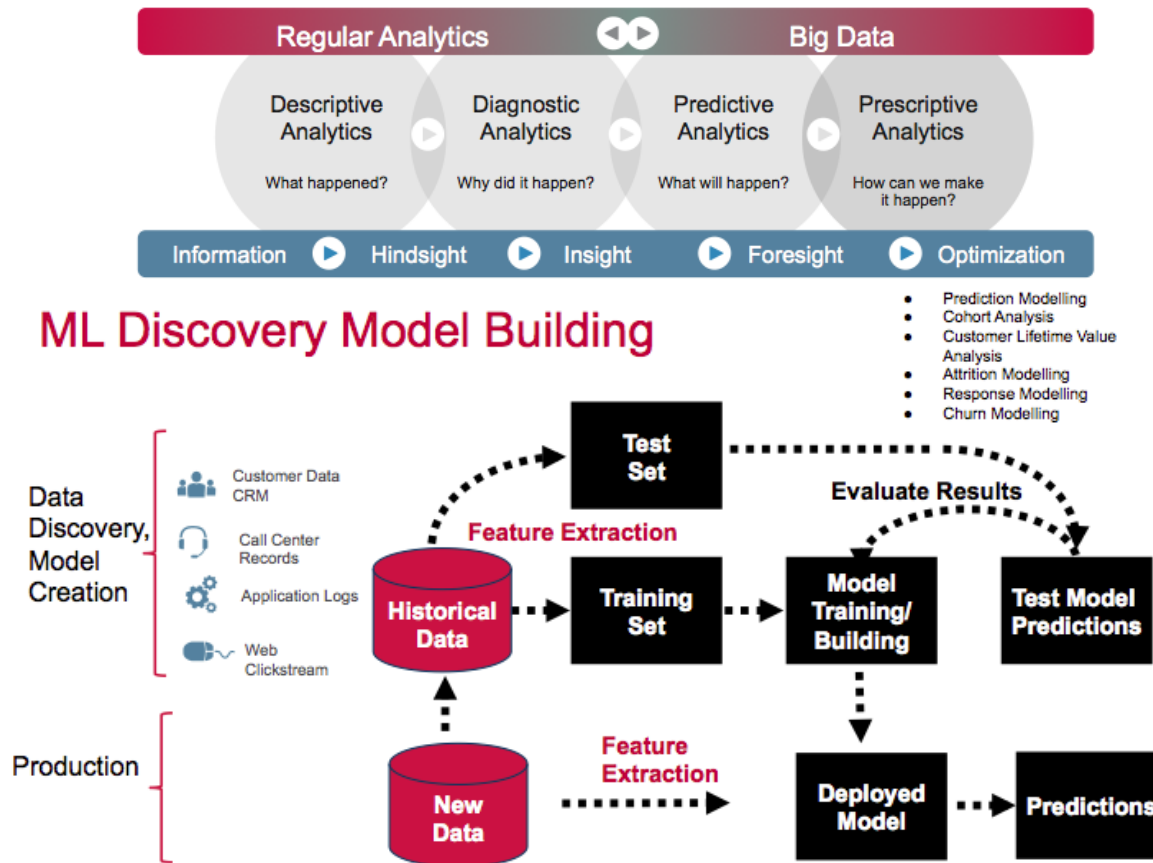 Regular Analytics
Big Data
Descriptive
Analytics
What happened?
Diagnostic
Analytics
Why did it happen?
Predictive
Analytics
What will happen?
Prescriptive
Analytics
How can we make
it happen?
Information
Hindsight
Insight
Foresight
Optimization
• Prediction Modelling
• Cohort Analysis
• Customer Lifetime Value
Analysis
• Attrition Modelling
• Response Modelling
• Churn Modelling
ML Discovery Model Building
Data
Discovery,
Model
Creation
Customer Data
CRM
Call Center
Records
Application Logs
Web
Clickstream
Test
Set
Evaluate Results
Feature Extraction
Historical
Data
Training
Set
Model
Training/
Building
Test Model
Predictions
Production
New
Data
Feature
Extraction
Deployed
Model
Predictions